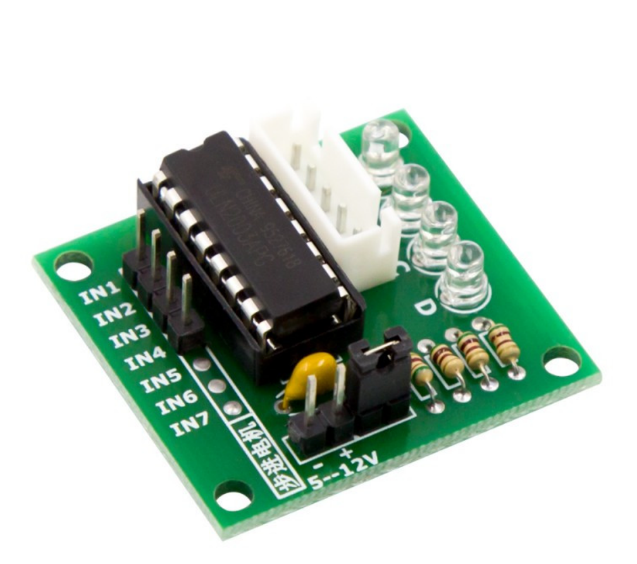 IN1
IN2
IN3
IN4
IN5
IN6
IN7
步进电机
- +
5--12V
C
D